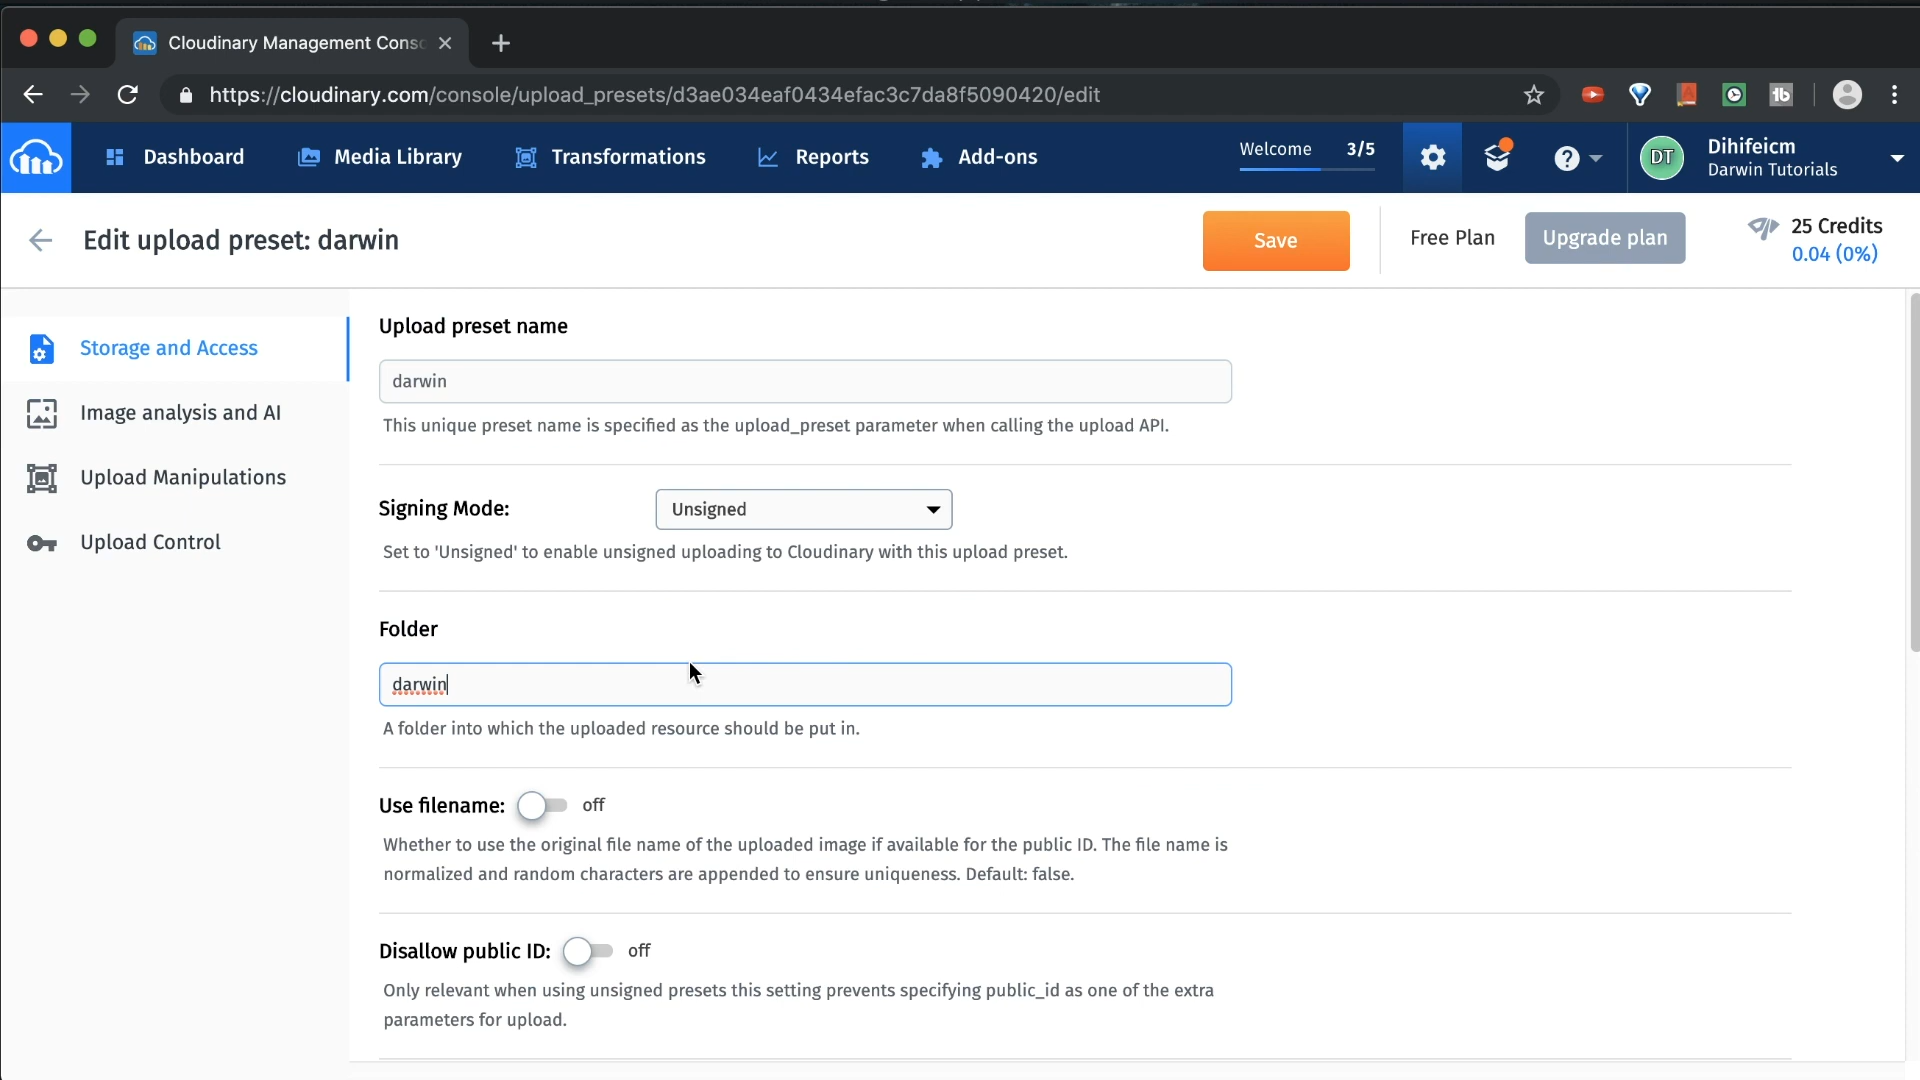 Cloudinary Management Conso
https://cloudinary.com/console/upload_presets/d3ae034eaf0434efac3c7da8f5090420/edit
Dashboard
Media Library
Transformations
Reports
Add-ons
Welcome 3/5
DT
Dihifeicm
Darwin Tutorials
Edit upload preset: darwin
Save
Free Plan
Upgrade plan
25 Credits
0.04 (0%)
Storage and Access
Image analysis and AI
Upload Manipulations
Upload Control
Upload preset name
darwin
This unique preset name is specified as the upload_preset parameter when calling the upload API.
Signing Mode: Unsigned
Set to 'Unsigned' to enable unsigned uploading to Cloudinary with this upload preset.
Folder
darwin
A folder into which the uploaded resource should be put in.
Use filename: off
Whether to use the original file name of the uploaded image if available for the public ID. The file name is
normalized and random characters are appended to ensure uniqueness. Default: false.
Disallow public ID: off
Only relevant when using unsigned presets this setting prevents specifying public_id as one of the extra
parameters for upload.